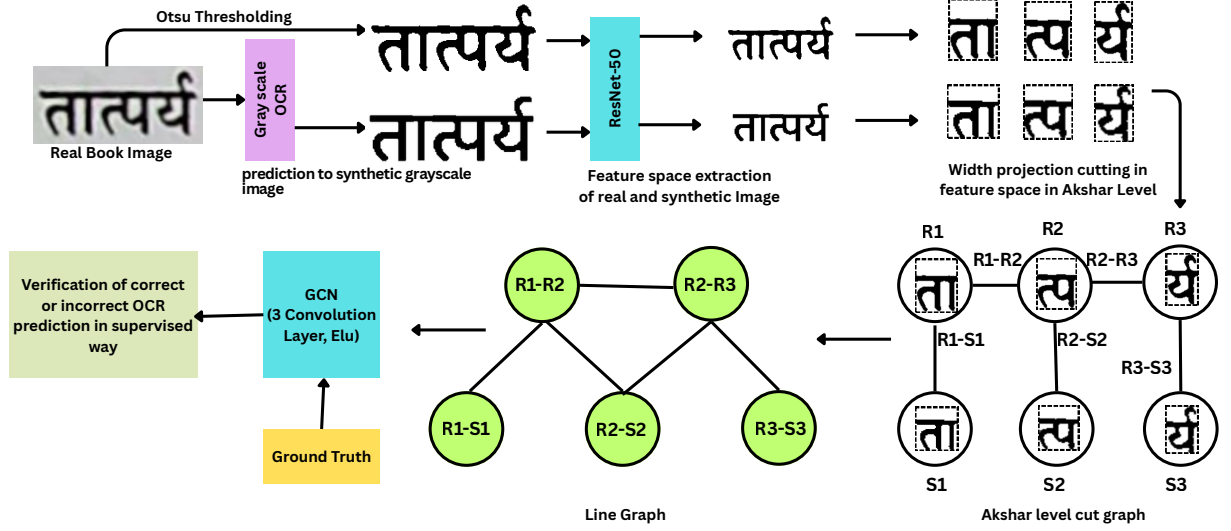 Otsu Thresholding
तात्पर्य
Real Book Image
Gray scale
OCR
तात्पर्य
तात्पर्य
prediction to synthetic grayscale
image
ResNet-50
तात्पर्य
तात्पर्य
Feature space extraction
of real and synthetic Image
ता त्प र्य
ता त्प र्य
Width projection cutting in
feature space in Akshar Level
R1 R2 R3
R1-R2 R2-R3
ता त्प र्य
R1-S1 R2-S2 R3-S3
ता त्प र्य
S1 S2 S3
Akshar level cut graph
R1-R2 R2-R3
R1-S1 R2-S2 R3-S3
Line Graph
GCN
(3 Convolution
Layer, Elu)
Ground Truth
Verification of correct
or incorrect OCR
prediction in supervised
way